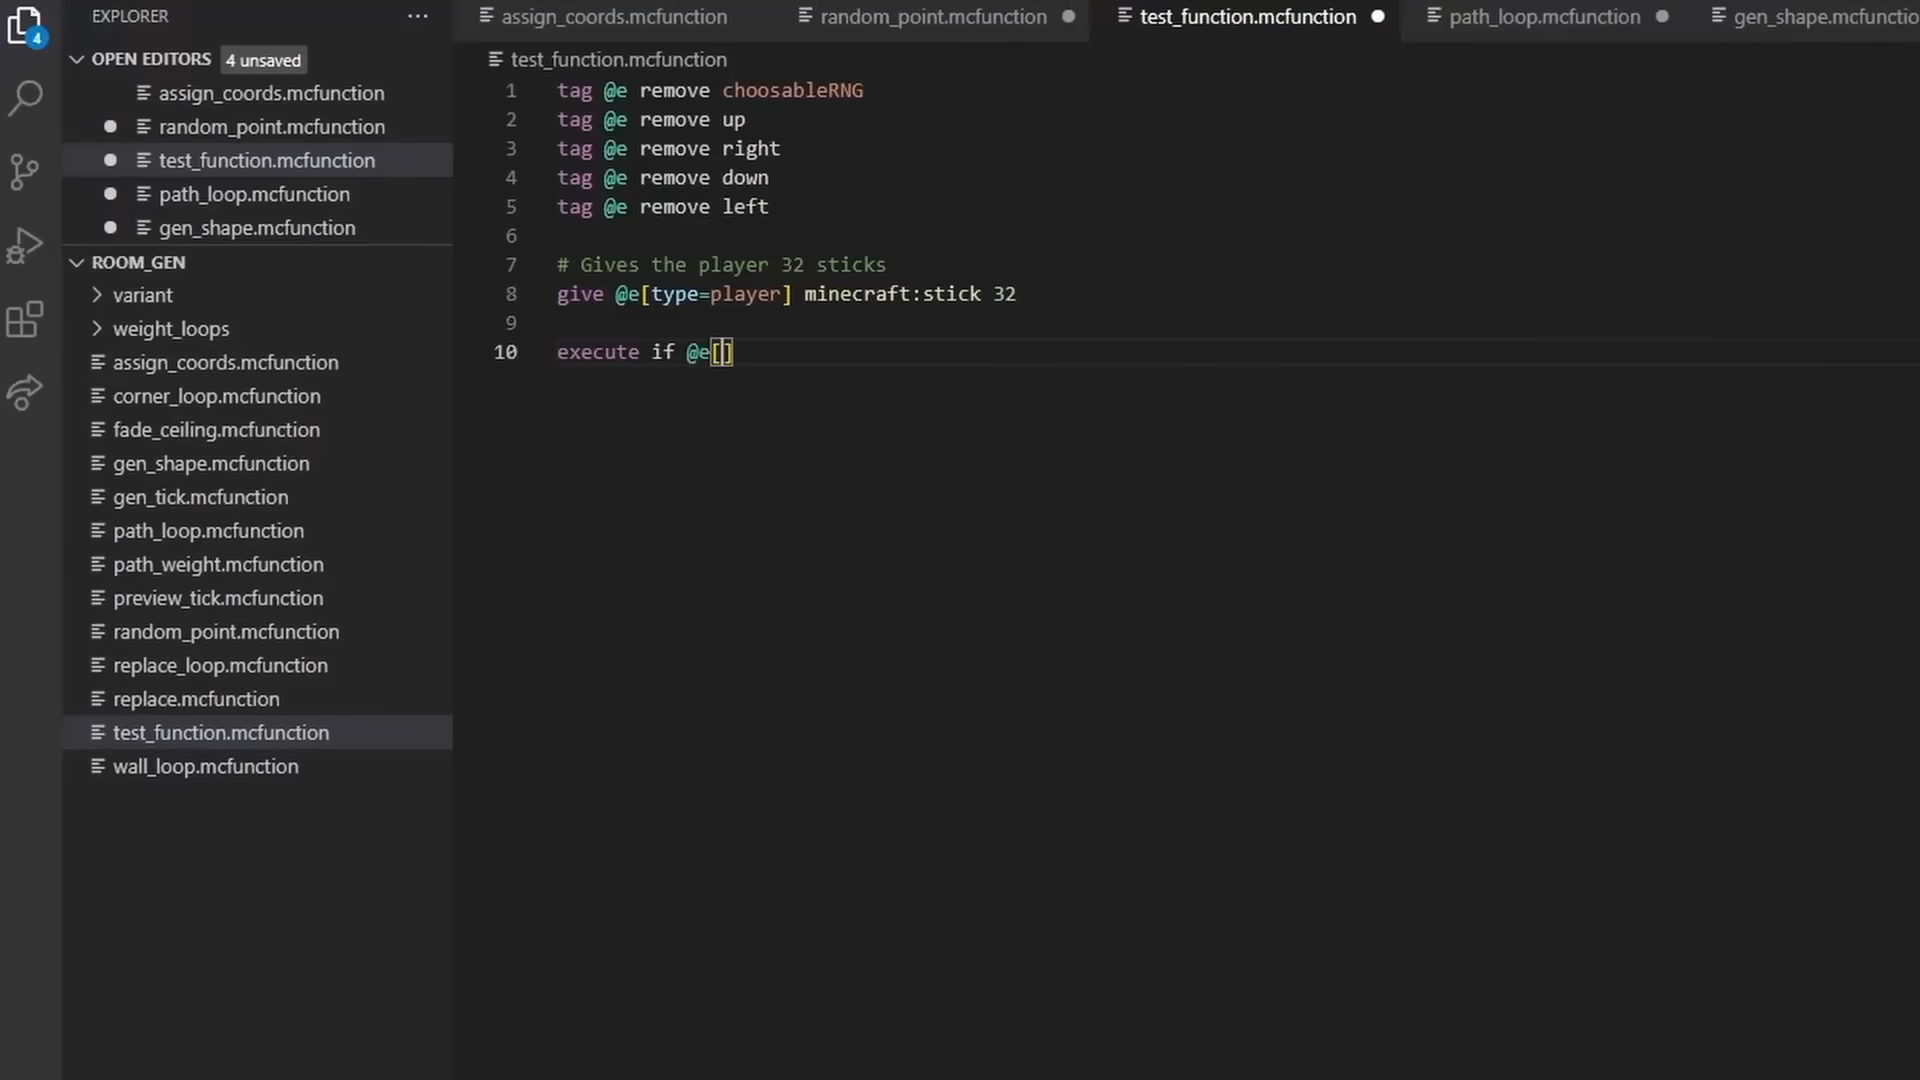 EXPLORER
4
OPEN EDITORS 4 unsaved
assign_coords.mcfunction
random_point.mcfunction
test_function.mcfunction
path_loop.mcfunction
gen_shape.mcfunction
ROOM_GEN
variant
weight_loops
assign_coords.mcfunction
corner_loop.mcfunction
fade_ceiling.mcfunction
gen_shape.mcfunction
gen_tick.mcfunction
path_loop.mcfunction
path_weight.mcfunction
preview_tick.mcfunction
random_point.mcfunction
replace_loop.mcfunction
replace.mcfunction
test_function.mcfunction
wall_loop.mcfunction
assign_coords.mcfunction random_point.mcfunction test_function.mcfunction path_loop.mcfunction gen_shape.mcfunctio
test_function.mcfunction
1 tag @e remove choosableRNG
2 tag @e remove up
3 tag @e remove right
4 tag @e remove down
5 tag @e remove left
6
7 # Gives the player 32 sticks
8 give @e[type=player] minecraft:stick 32
9
10 execute if @e[]